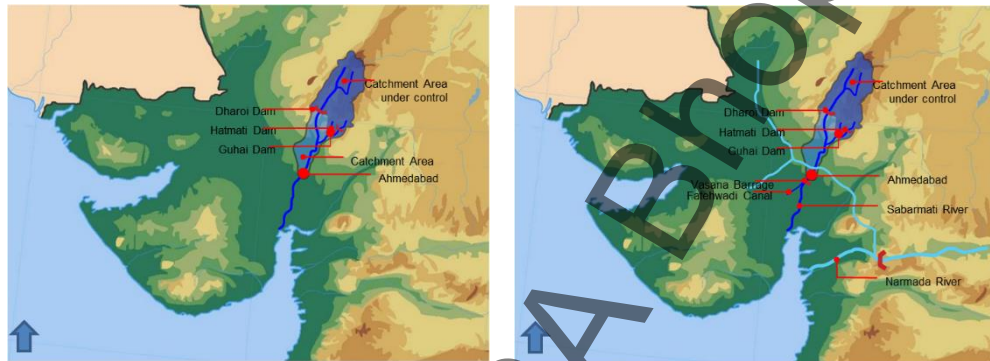 Catchment Area
under control
Dharoi Dam
Hatmati Dam
Guhai Dam
Catchment Area
Ahmedabad
Catchment Area
under control
Dharoi Dam
Hatmati Dam
Guhai Dam
Vasana Barrage
Fatehwadi Canal
Ahmedabad
Sabarmati River
Narmada River